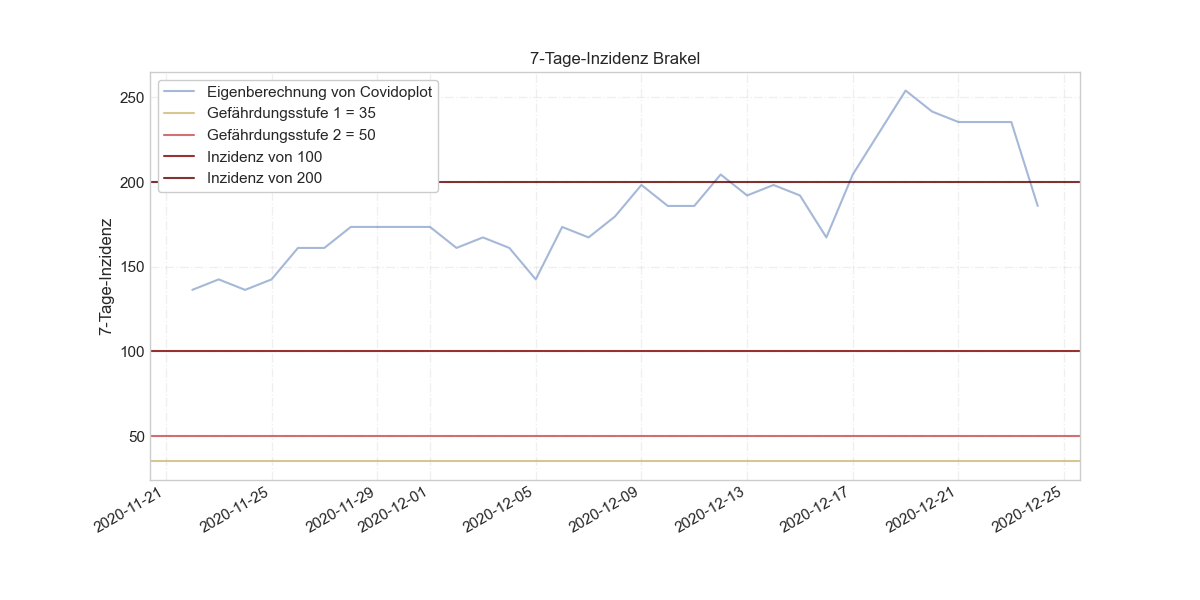 7-Tage-Inzidenz Brakel
Eigenberechnung von Covidoplot
Gefährdungsstufe 1 = 35
Gefährdungsstufe 2 = 50
Inzidenz von 100
Inzidenz von 200
7-Tage-Inzidenz
250
200
150
100
50
2020-11-21
2020-11-25
2020-11-29
2020-12-01
2020-12-05
2020-12-09
2020-12-13
2020-12-17
2020-12-21
2020-12-25